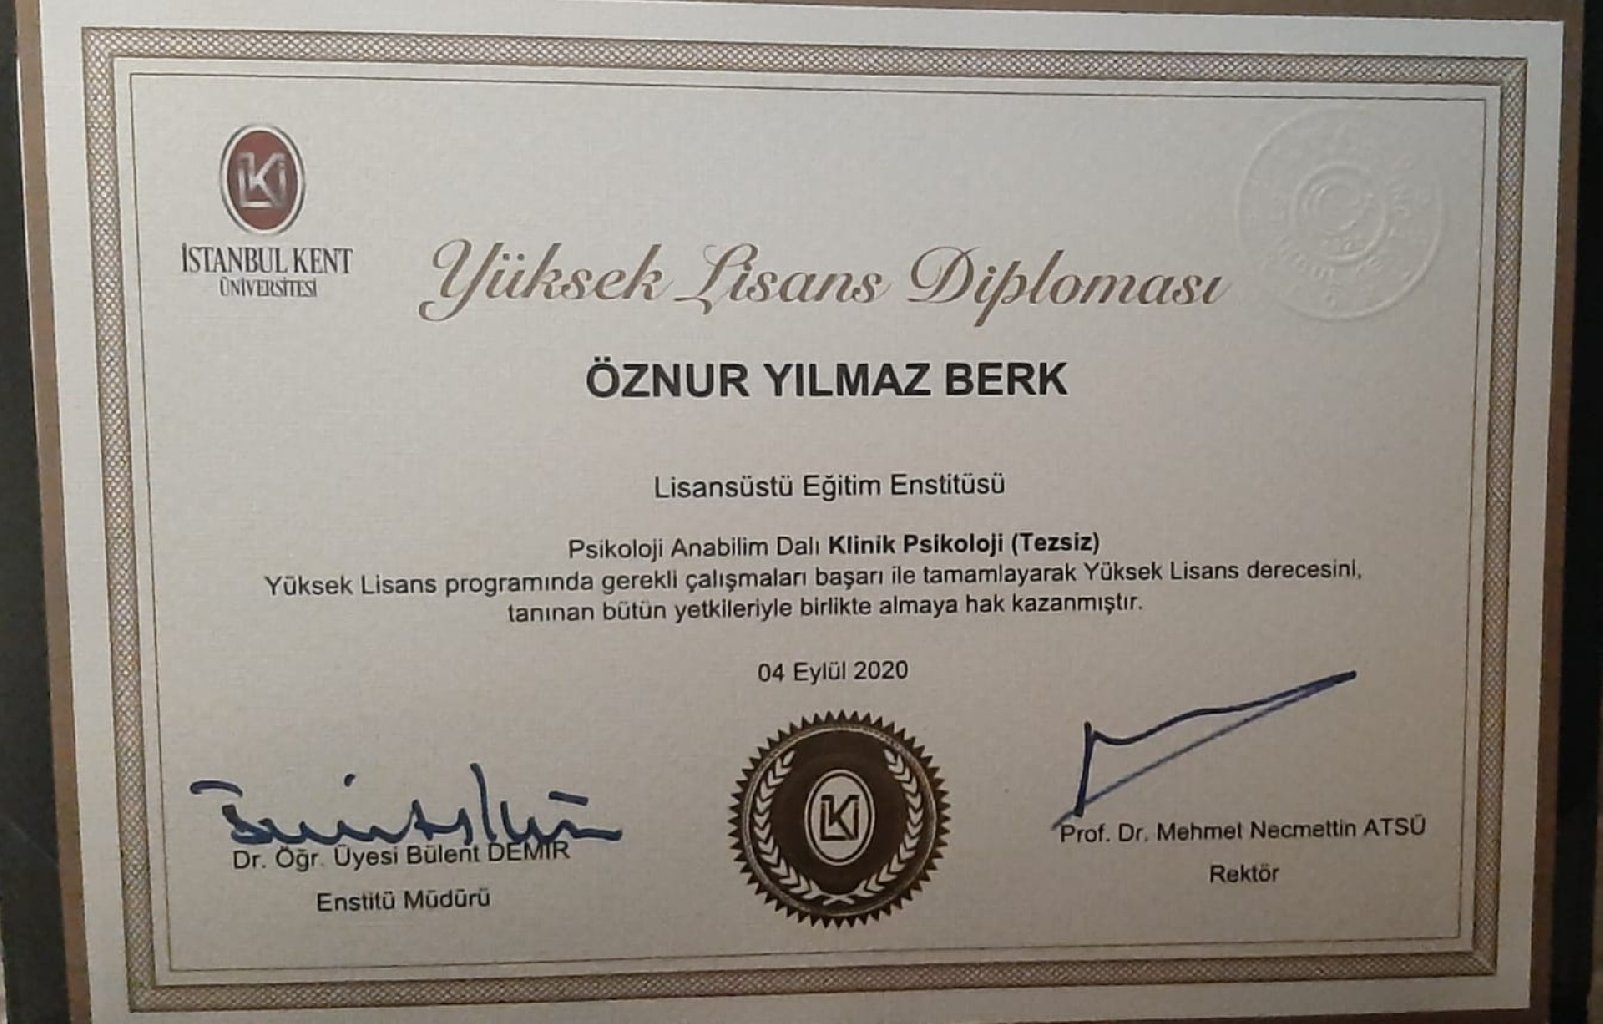 İSTANBUL KENT
ÜNİVERSİTESİ
Yüksek Lisans Diploması
ÖZNUR YILMAZ BERK
Lisansüstü Eğitim Enstitüsü
Psikoloji Anabilim Dalı Klinik Psikoloji (Tezsiz)
Yüksek Lisans programında gerekli çalışmaları başarı ile tamamlayarak Yüksek Lisans derecesini,
tanınan bütün yetkileriyle birlikte almaya hak kazanmıştır.
04 Eylül 2020
Dr. Öğr. Üyesi Bülent DEMİR
Enstitü Müdürü
Prof. Dr. Mehmet Necmettin ATSÜ
Rektör